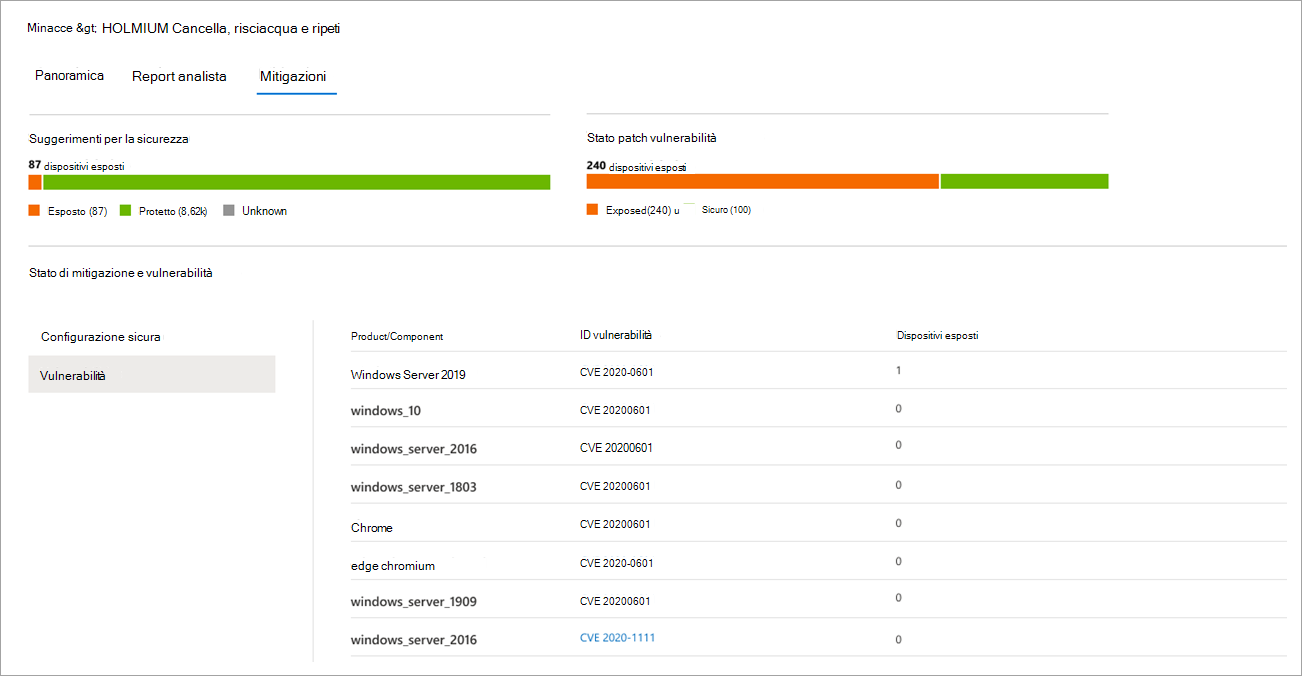 Minacce &gt; HOLMIUM Cancella, risciacqua e ripeti
Panoramica Report analista Mitigazioni
Suggerimenti per la sicurezza
87 dispositivi esposti
Esposto (87) Protetto (8,62k) Unknown
Stato patch vulnerabilità
240 dispositivi esposti
Exposed(240) u Sicuro (100)
Stato di mitigazione e vulnerabilità
Configurazione sicura
Vulnerabilità
Product/Component ID vulnerabilità Dispositivi esposti
Windows Server 2019 CVE 2020-0601 1
windows_10 CVE 20200601 0
windows_server_2016 CVE 20200601 0
windows_server_1803 CVE 20200601 0
Chrome CVE 20200601 0
edge chromium CVE 2020-0601 0
windows_server_1909 CVE 20200601 0
windows_server_2016 CVE 2020-1111 0